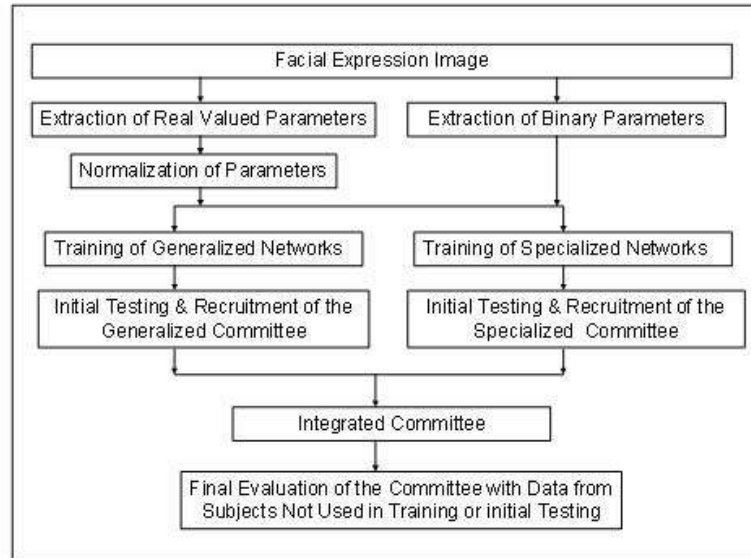 Facial Expression Image
Extraction of Real Valued Parameters
Extraction of Binary Parameters
Normalization of Parameters
Training of Generalized Networks
Training of Specialized Networks
Initial Testing & Recruitment of the
Generalized Committee
Initial Testing & Recruitment of the
Specialized Committee
Integrated Committee
Final Evaluation of the Committee with Data from
Subjects Not Used in Training or initial Testing